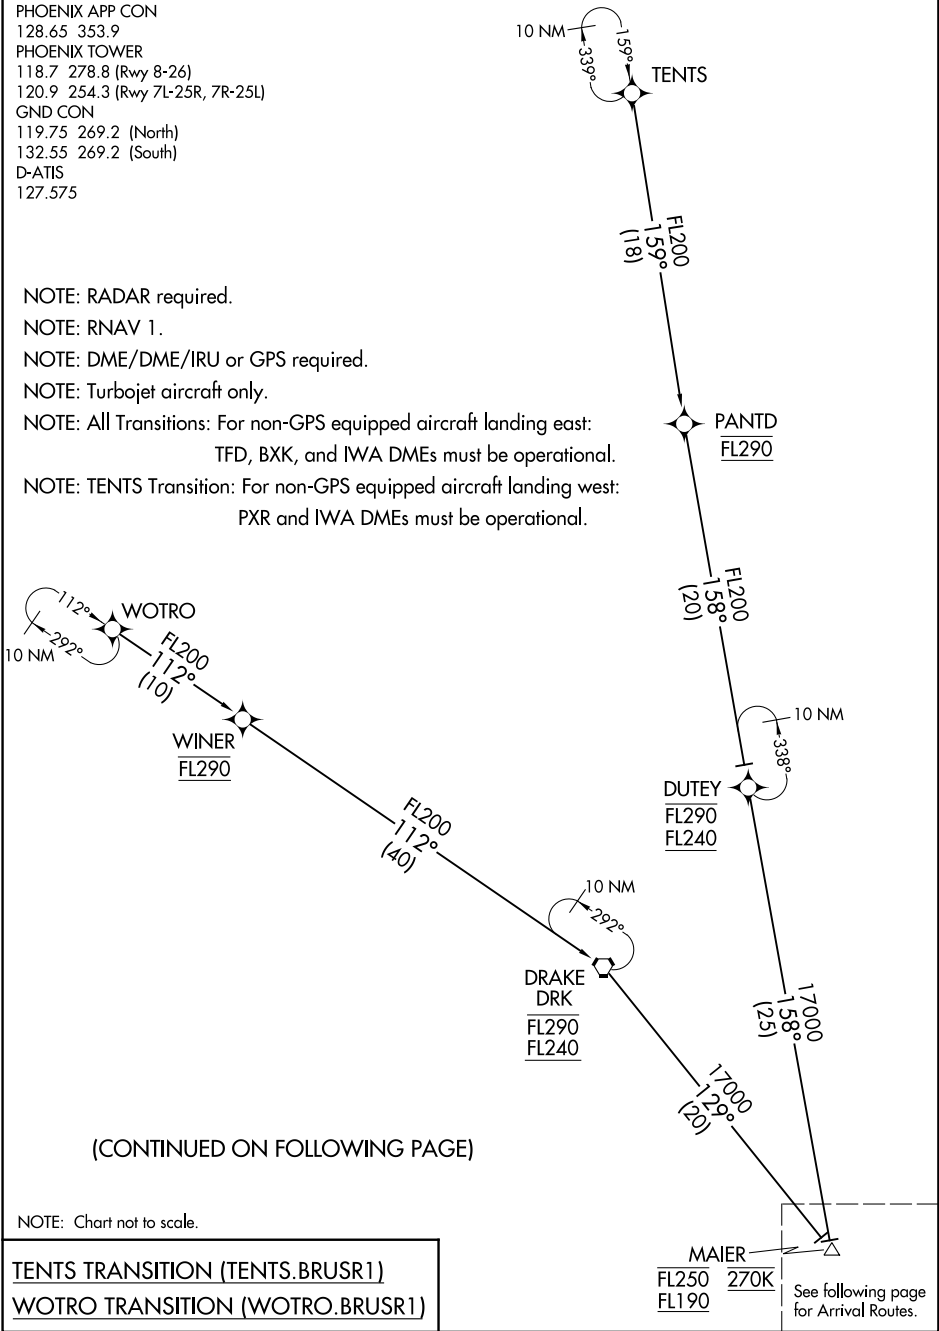 PHOENIX APP CON
128.65 353.9
PHOENIX TOWER
118.7 278.8 (Rwy 8-26)
120.9 254.3 (Rwy 7L-25R, 7R-25L)
GND CON
119.75 269.2 (North)
132.55 269.2 (South)
D-ATIS
127.575
10 NM
159°
339°
TENTS
FL200
159°
(18)
NOTE: RADAR required.
NOTE: RNAV 1.
NOTE: DME/DME/IRU or GPS required.
NOTE: Turbojet aircraft only.
NOTE: All Transitions: For non-GPS equipped aircraft landing east:
TFD, BXK, and IWA DMEs must be operational.
NOTE: TENTS Transition: For non-GPS equipped aircraft landing west:
PXR and IWA DMEs must be operational.
PANTD
FL290
FL200
158°
(20)
112°
292°
10 NM
WOTRO
FL200
112°
(10)
WINER
FL290
10 NM
338°
DUTEY
FL290
FL240
FL200
112°
(40)
10 NM
292°
DRAKE
DRK
FL290
FL240
17000
158°
(25)
17000
129°
(20)
(CONTINUED ON FOLLOWING PAGE)
NOTE: Chart not to scale.
TENTS TRANSITION (TENTS.BRUSR1)
WOTRO TRANSITION (WOTRO.BRUSR1)
MAIER
FL250 270K
FL190
See following page
for Arrival Routes.